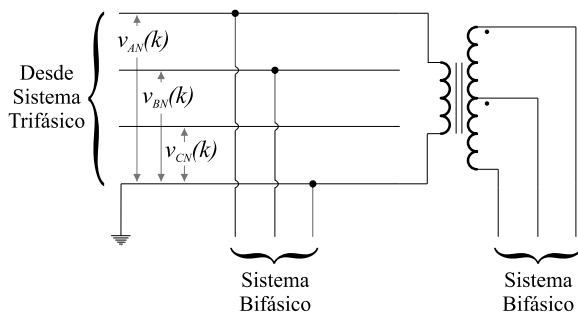 v_AN(k)
Desde
Sistema
Trifásico
v_BN(k)
v_CN(k)
Sistema
Bifásico
Sistema
Bifásico